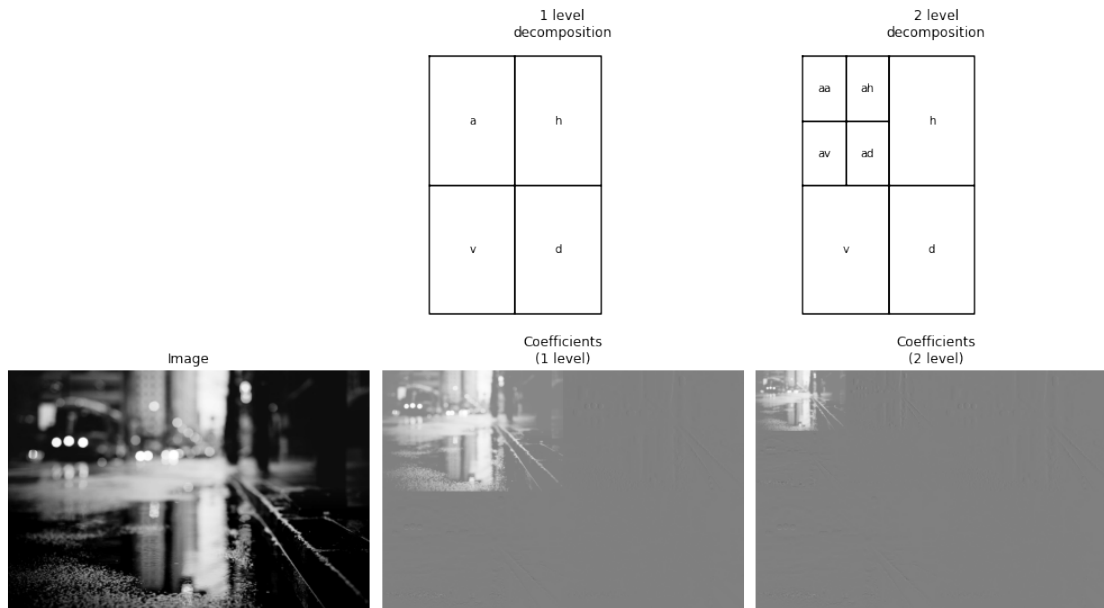 1 level
decomposition
2 level
decomposition
a
h
v
d
aa
ah
h
av
ad
v
d
Image
Coefficients
(1 level)
Coefficients
(2 level)